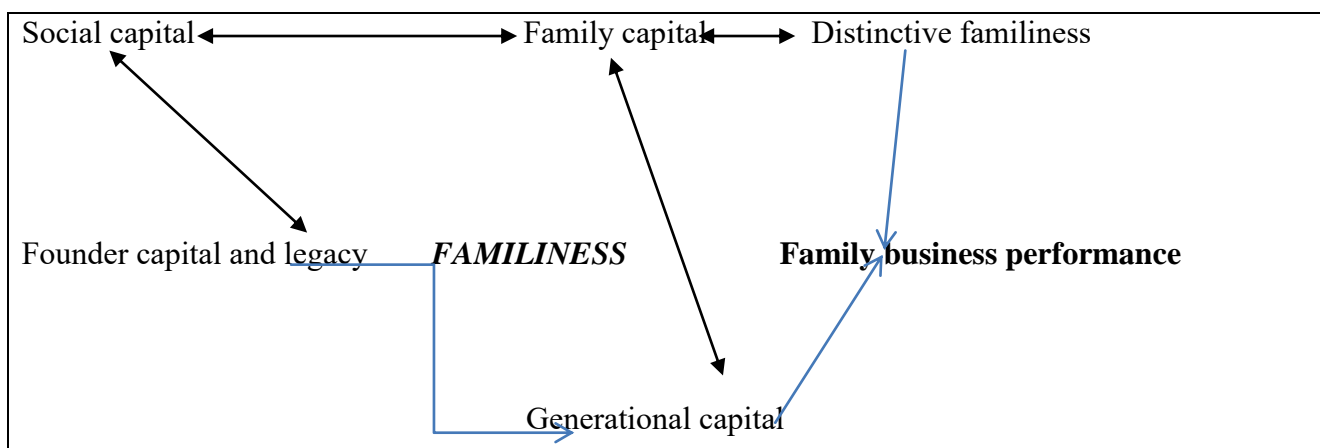 Social capital Family capital Distinctive familiness
Founder capital and legacy FAMILINESS Family business performance
Generational capital